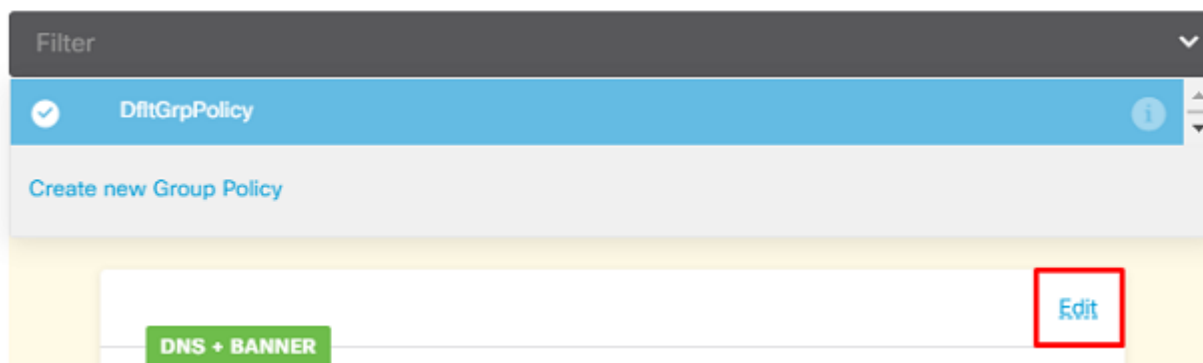 Filter
DfltGrpPolicy
Create new Group Policy
Edit
DNS + BANNER